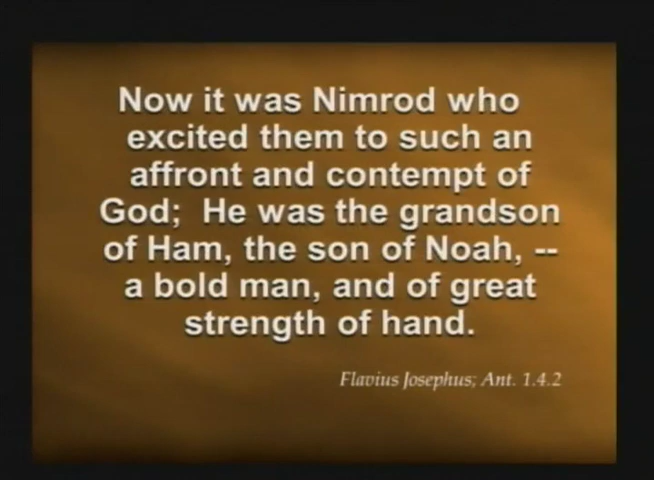 Now it was Nimrod who
excited them to such an
affront and contempt of
God;  He was the grandson
of Ham, the son of Noah, --
a bold man, and of great
strength of hand.
Flavius Josephus; Ant. 1.4.2